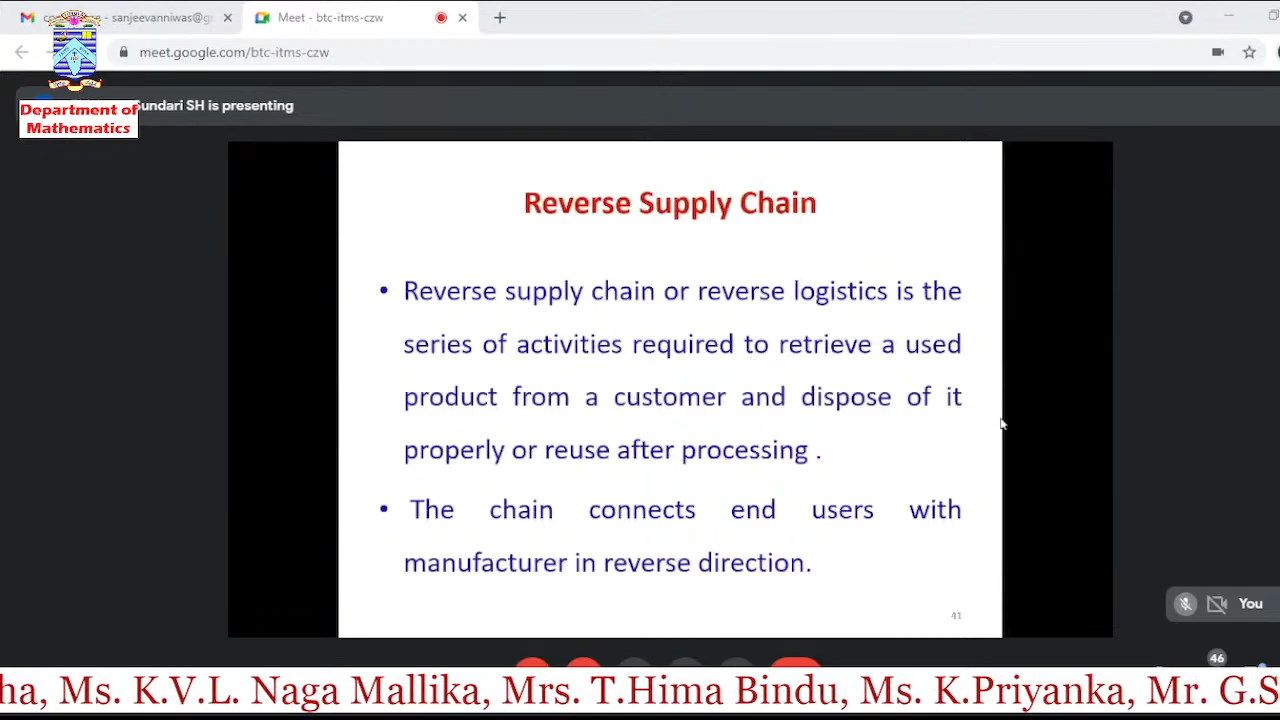 sanjeevanniwas@g
Meet - btc-itms-czw
meet.google.com/btc-itms-czw
Department of
Mathematics
undari SH is presenting
Reverse Supply Chain
• Reverse supply chain or reverse logistics is the
series of activities required to retrieve a used
product from a customer and dispose of it
properly or reuse after processing .
• The chain connects end users with
manufacturer in reverse direction.
41
You
46
ha, Ms. K.V.L. Naga Mallika, Mrs. T.Hima Bindu, Ms. K.Priyanka, Mr. G.S